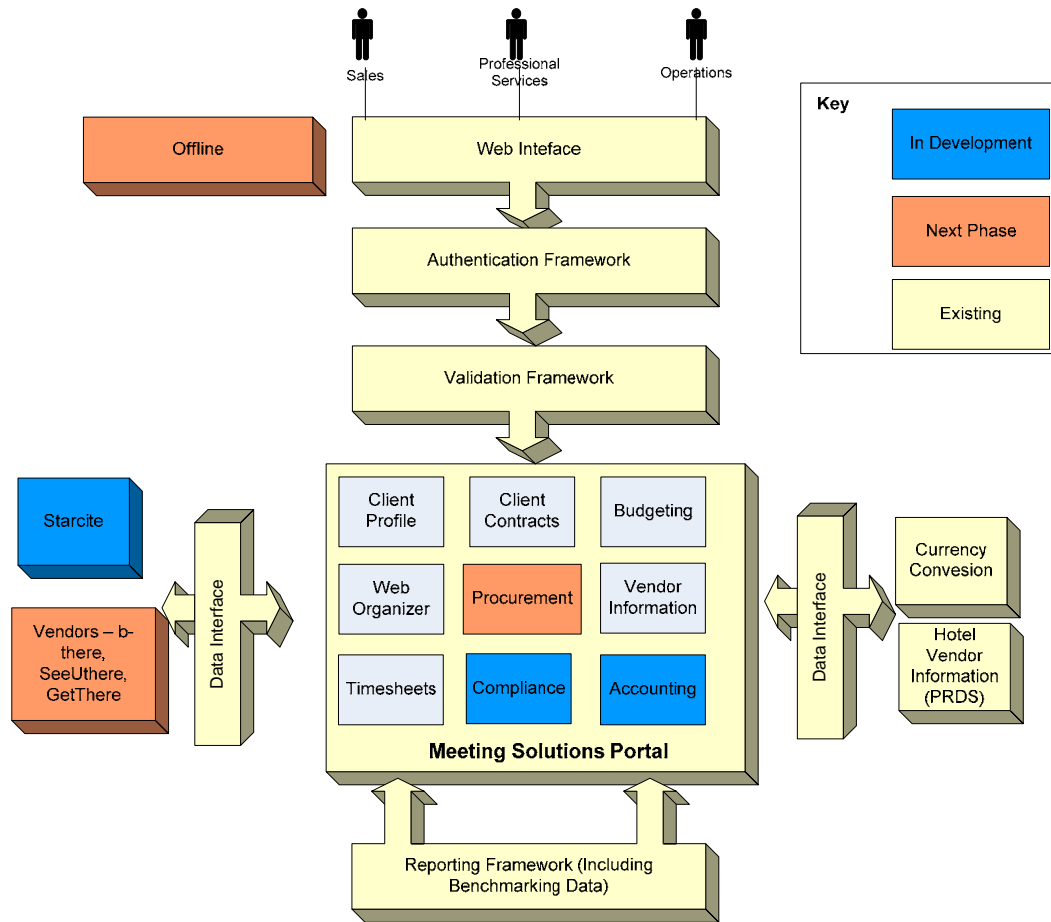 Sales
Professional
Services
Operations
Key
In Development
Next Phase
Existing
Offline
Web Inteface
Authentication Framework
Validation Framework
Client
Profile
Client
Contracts
Budgeting
Web
Organizer
Procurement
Vendor
Information
Timesheets
Compliance
Accounting
Meeting Solutions Portal
Starcite
Vendors – b-
there,
SeeUthere,
GetThere
Data Interface
Data Interface
Currency
Convesion
Hotel
Vendor
Information
(PRDS)
Reporting Framework (Including
Benchmarking Data)